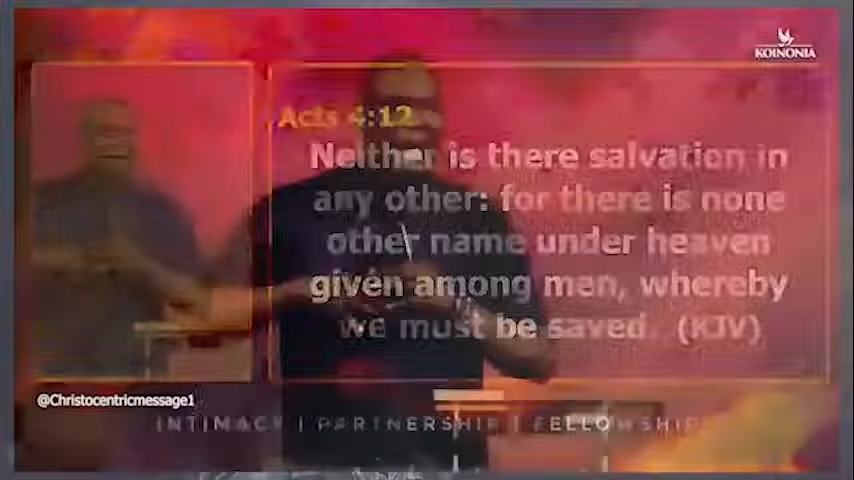 KOINONIA
Acts 4:12
Neither is there salvation in
any other: for there is none
other name under heaven
given among men, whereby
we must be saved. (KJV)
@Christocentricmessage1
INTIMACY | PARTNERSHIP | FELLOWSHIP